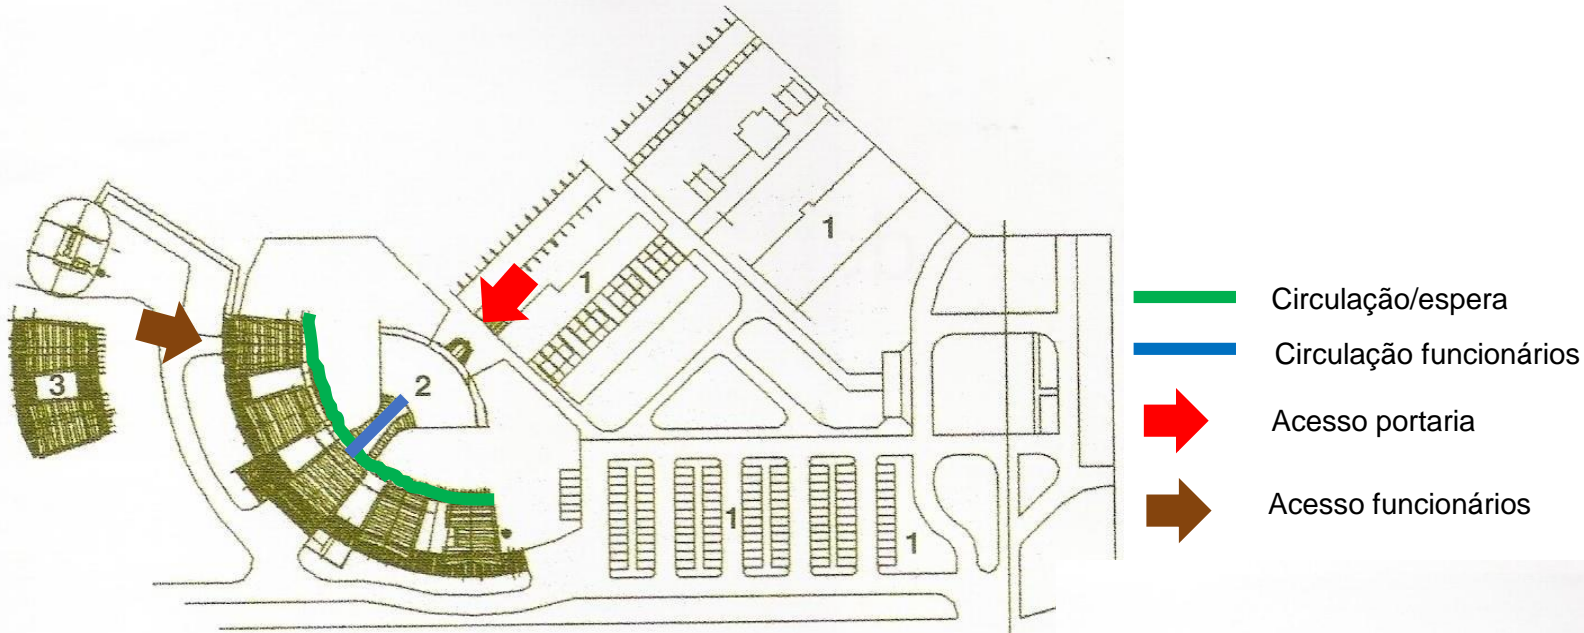 1
1
2
3
1
1
Circulação/espera
Circulação funcionários
Acesso portaria
Acesso funcionários